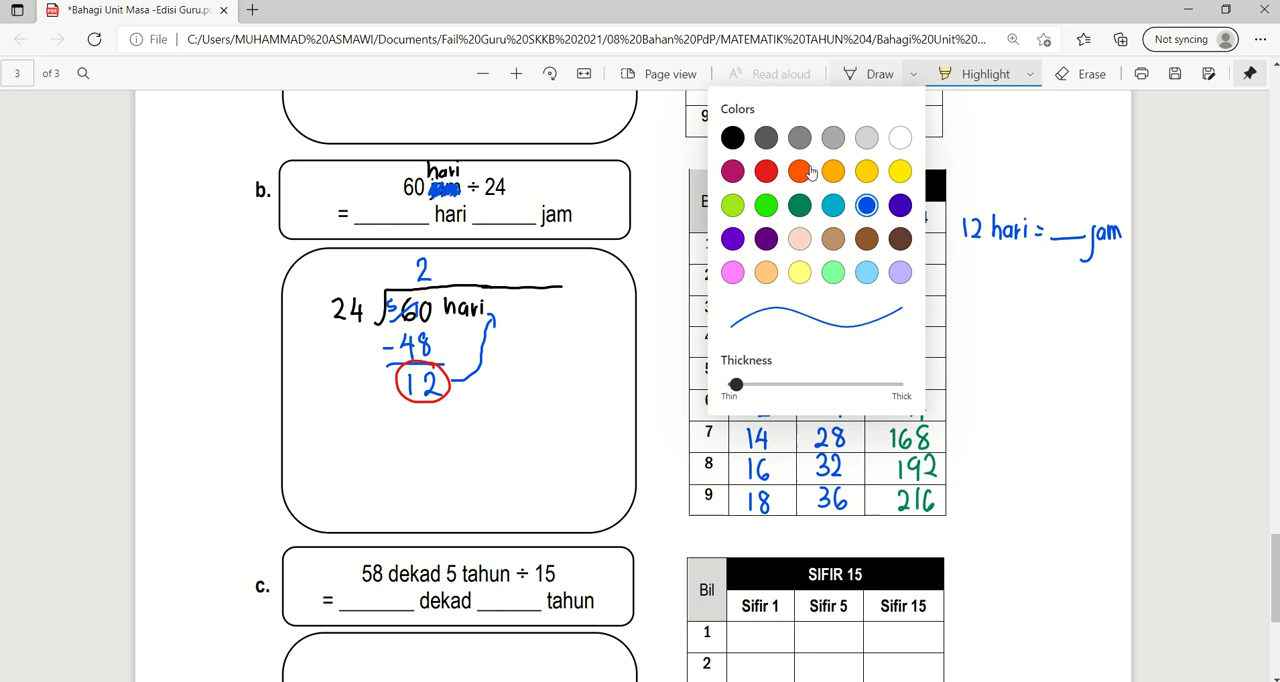 *Bahagi Unit Masa -Edisi Guru.p
Not syncing
File C:/Users/MUHAMMAD%20ASMAWI/Documents/Fail%20Guru%20SKKB%202021/08%20Bahan%20PdP/MATEMATIK%20TAHUN%204/Bahagi%20Unit%20...
3 of 3 Page view Read aloud Draw Highlight Erase
Colors
Thickness
Thin Thick
9
b.
hari
60 ÷ 24
= ________ hari _______ jam
2
24 60 hari
- 48
12
12 hari = __ jam
7 14 28 168
8 16 32 192
9 18 36 216
c.
58 dekad 5 tahun ÷ 15
= ________ dekad _______ tahun
Bil SIFIR 15
Sifir 1 Sifir 5 Sifir 15
1
2